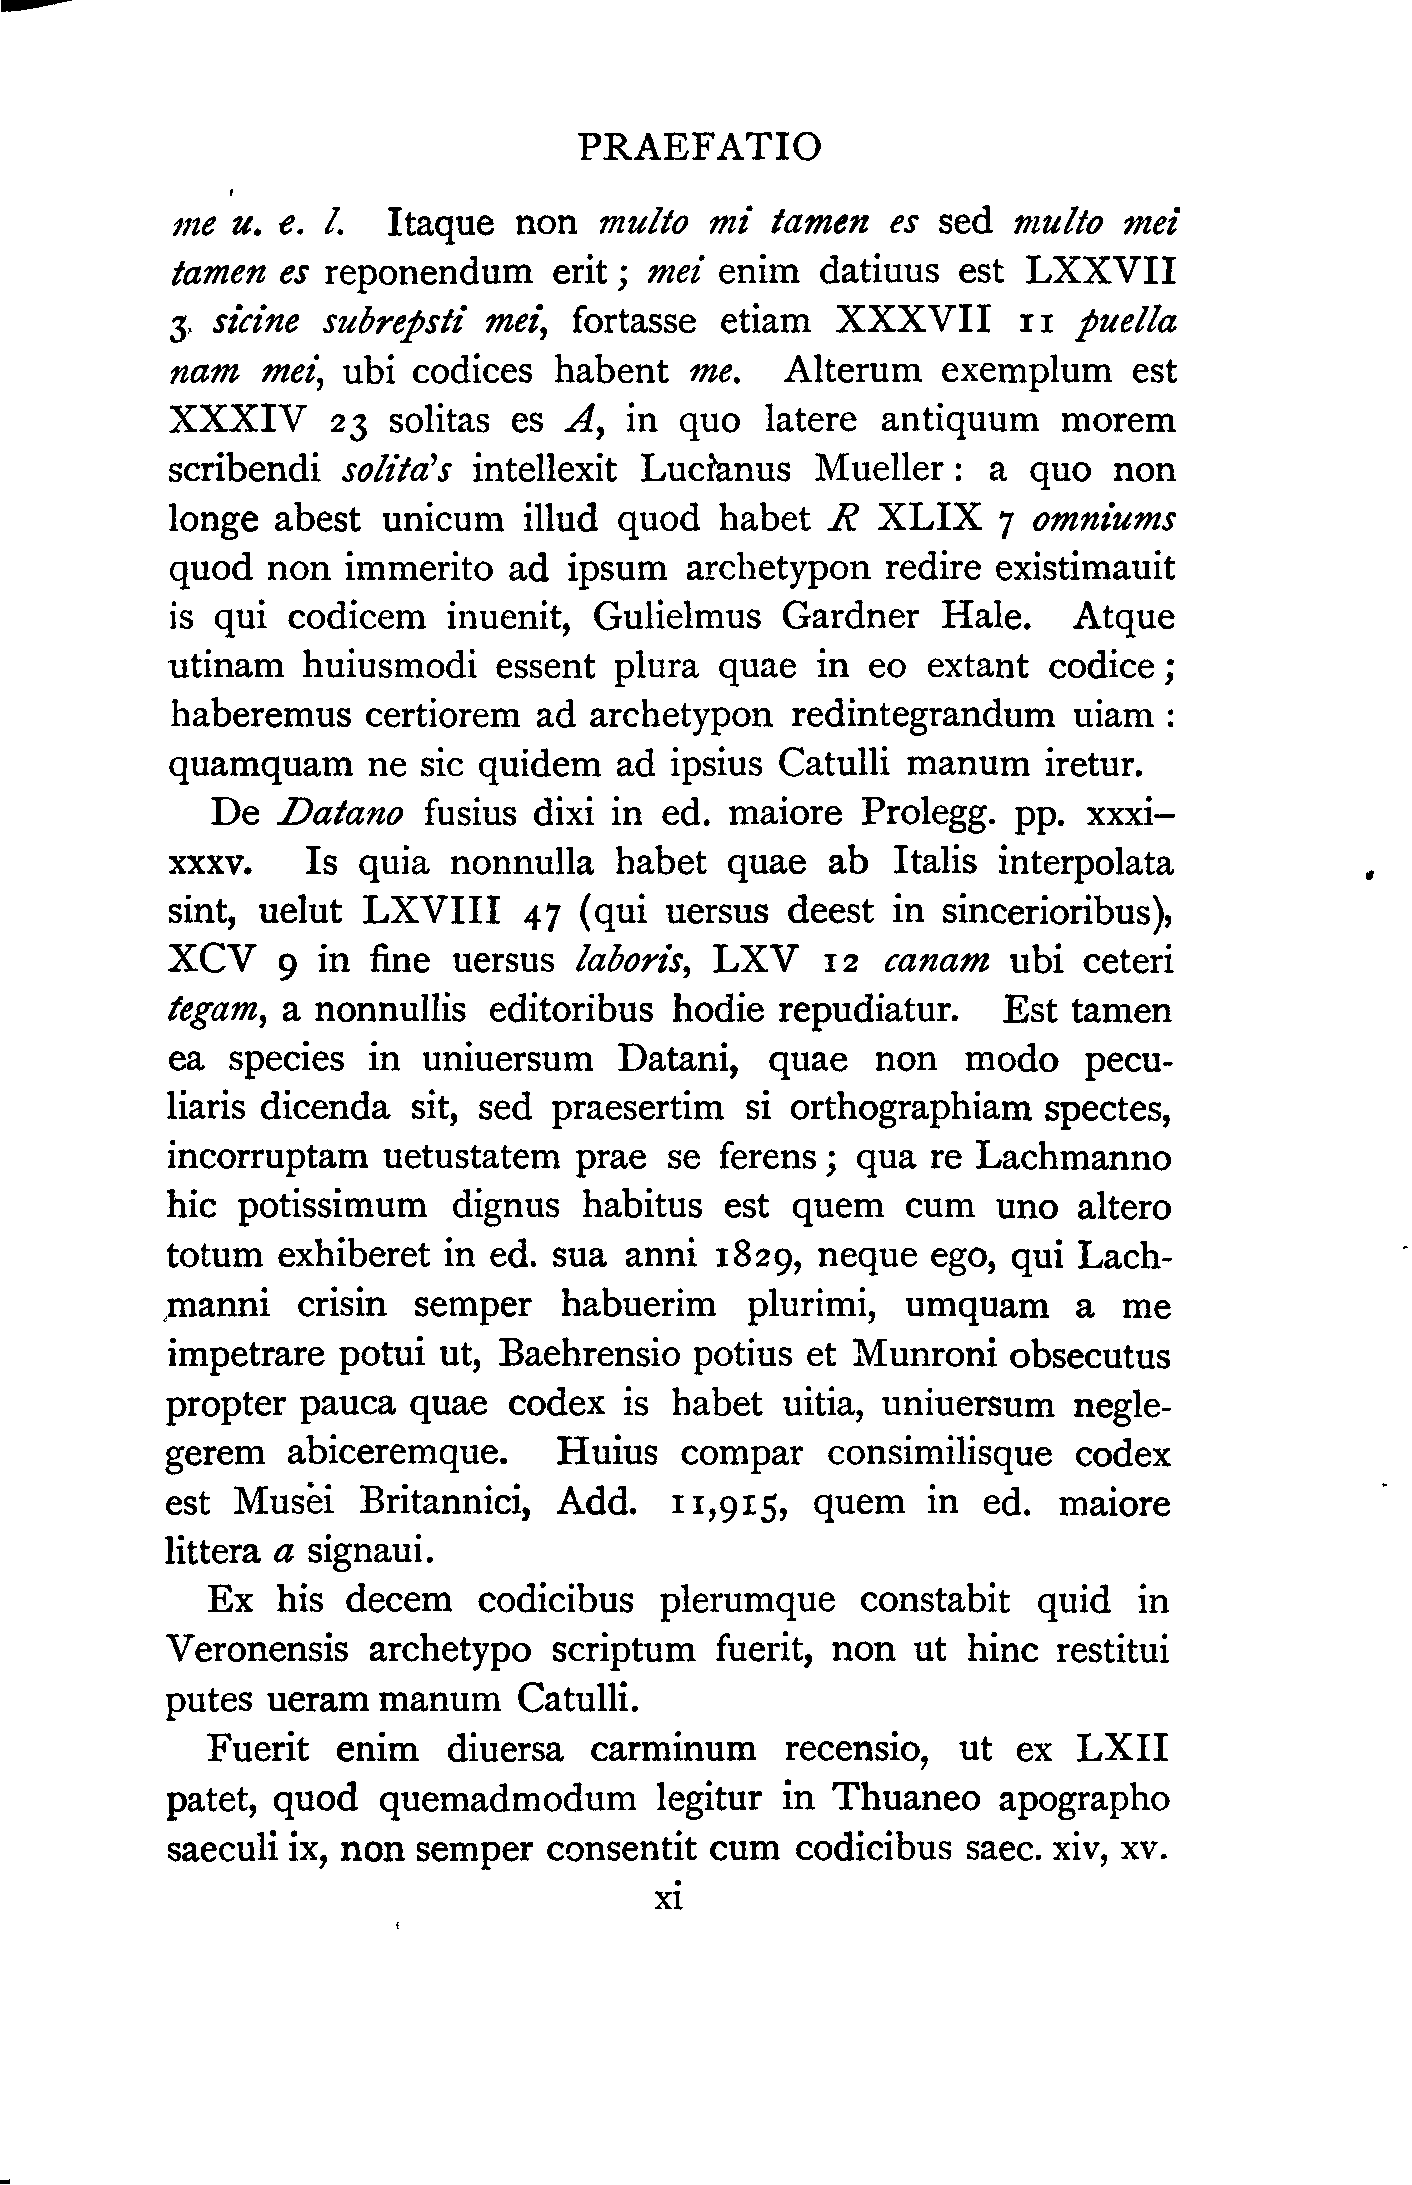 PRAEFATIO
me u. e. l. Itaque non multo mi tamen es sed multo mei
tamen es reponendum erit; mei enim datiuus est LXXVII
3. sicine subrepsti mei, fortasse etiam XXXVII 11 puella
nam mei, ubi codices habent me. Alterum exemplum est
XXXIV 23 solitas es A, in quo latere antiquum morem
scribendi solita's intellexit Lucianus Mueller: a quo non
longe abest unicum illud quod habet R XLIX 7 omniums
quod non immerito ad ipsum archetypon redire existimauit
is qui codicem inuenit, Gulielmus Gardner Hale. Atque
utinam huiusmodi essent plura quae in eo extant codice;
haberemus certiorem ad archetypon redintegrandum uiam:
quamquam ne sic quidem ad ipsius Catulli manum iretur.
De Datano fusius dixi in ed. maiore Prolegg. pp. xxxi–
xxxv. Is quia nonnulla habet quae ab Italis interpolata
sint, uelut LXVIII 47 (qui uersus deest in sincerioribus),
XCV 9 in fine uersus laboris, LXV 12 canam ubi ceteri
tegam, a nonnullis editoribus hodie repudiatur. Est tamen
ea species in uniuersum Datani, quae non modo pecu-
liaris dicenda sit, sed praesertim si orthographiam spectes,
incorruptam uetustatem prae se ferens; qua re Lachmanno
hic potissimum dignus habitus est quem cum uno altero
totum exhiberet in ed. sua anni 1829, neque ego, qui Lach-
manni crisin semper habuerim plurimi, umquam a me
impetrare potui ut, Baehrensio potius et Munroni obsecutus
propter pauca quae codex is habet uitia, uniuersum negle-
gerem abiceremque. Huius compar consimilisque codex
est Musei Britannici, Add. 11,915, quem in ed. maiore
littera a signaui.
Ex his decem codicibus plerumque constabit quid in
Veronensis archetypo scriptum fuerit, non ut hinc restitui
putes ueram manum Catulli.
Fuerit enim diuersa carminum recensio, ut ex LXII
patet, quod quemadmodum legitur in Thuaneo apographo
saeculi ix, non semper consentit cum codicibus saec. xiv, xv.
xi